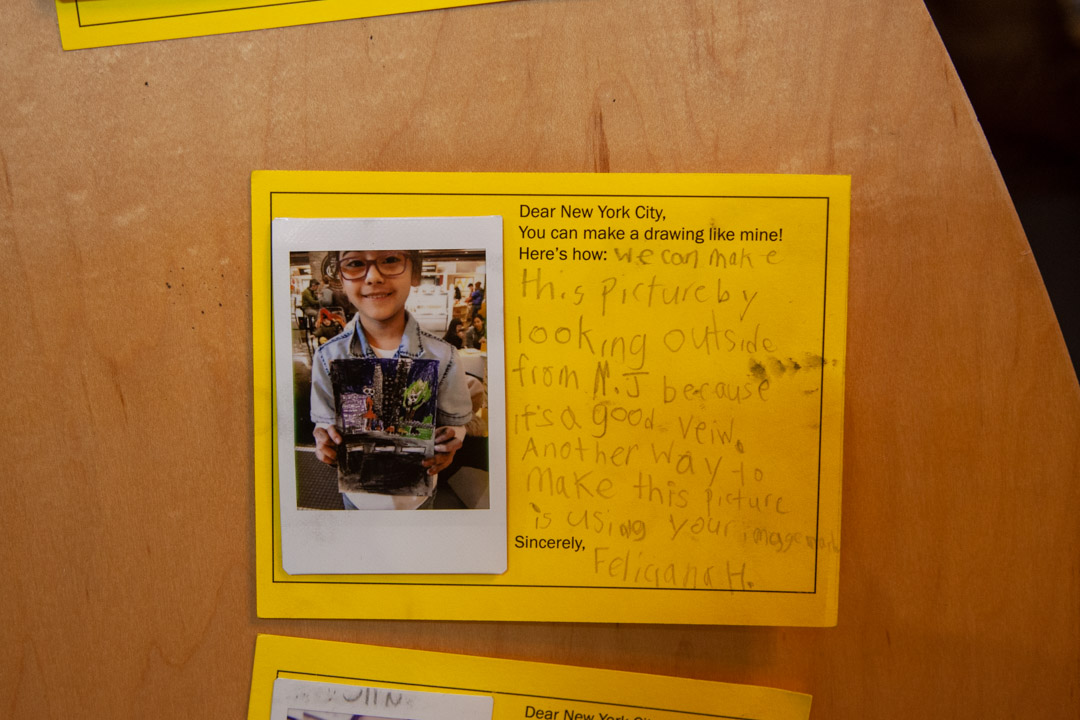 Dear New York City,
You can make a drawing like mine!
Here's how: we can make
this picture by
looking outside
from N.J because
it's a good veiw.
Another way to
make this picture
is using your
Sincerely,
Feliciana H.
Dear New York City,